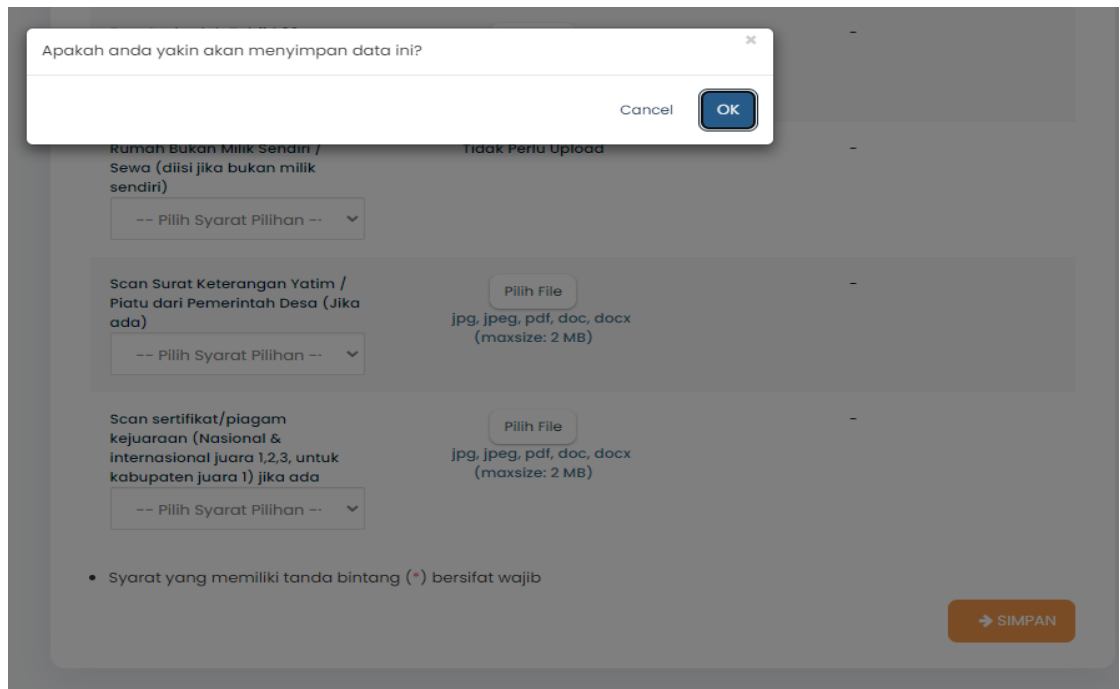 Apakah anda yakin akan menyimpan data ini?
×
Cancel
OK
-
Rumah Bukan Milik Sendiri /
Sewa (diisi jika bukan milik
sendiri)
-- Pilih Syarat Pilihan --
Tidak Perlu Upload
-
Scan Surat Keterangan Yatim /
Piatu dari Pemerintah Desa (Jika
ada)
-- Pilih Syarat Pilihan --
Pilih File
jpg, jpeg, pdf, doc, docx
(maxsize: 2 MB)
-
Scan sertifikat/piagam
kejuaraan (Nasional &
internasional juara 1,2,3, untuk
kabupaten juara 1) jika ada
-- Pilih Syarat Pilihan --
Pilih File
jpg, jpeg, pdf, doc, docx
(maxsize: 2 MB)
-
• Syarat yang memiliki tanda bintang (*) bersifat wajib
→ SIMPAN